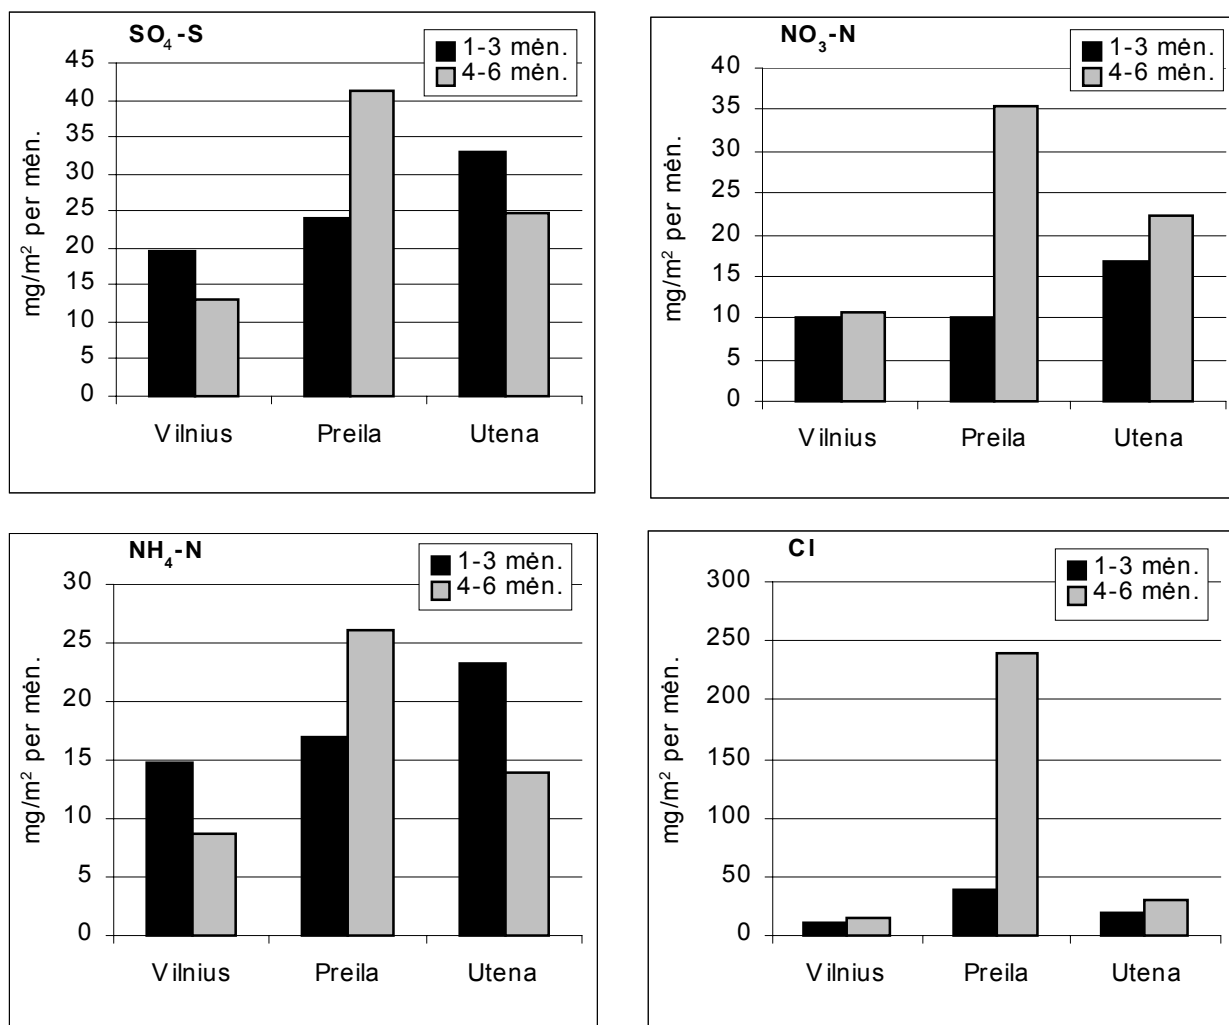 SO₄-S
1-3 mėn.
4-6 mėn.
45
40
35
30
25
20
15
10
5
0
mg/m² per mėn.
Vilnius Preila Utena
NO₃-N
1-3 mėn.
4-6 mėn.
40
35
30
25
20
15
10
5
0
mg/m² per mėn.
Vilnius Preila Utena
NH₄-N
1-3 mėn.
4-6 mėn.
30
25
20
15
10
5
0
mg/m² per mėn.
Vilnius Preila Utena
Cl
1-3 mėn.
4-6 mėn.
300
250
200
150
100
50
0
mg/m² per mėn.
Vilnius Preila Utena